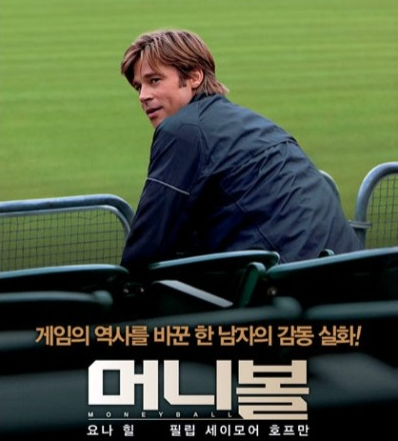 게임의 역사를 바꾼 한 남자의 감동 실화!
머니볼
MONEYBALL
요나 힐 필립 세이모어 호프만